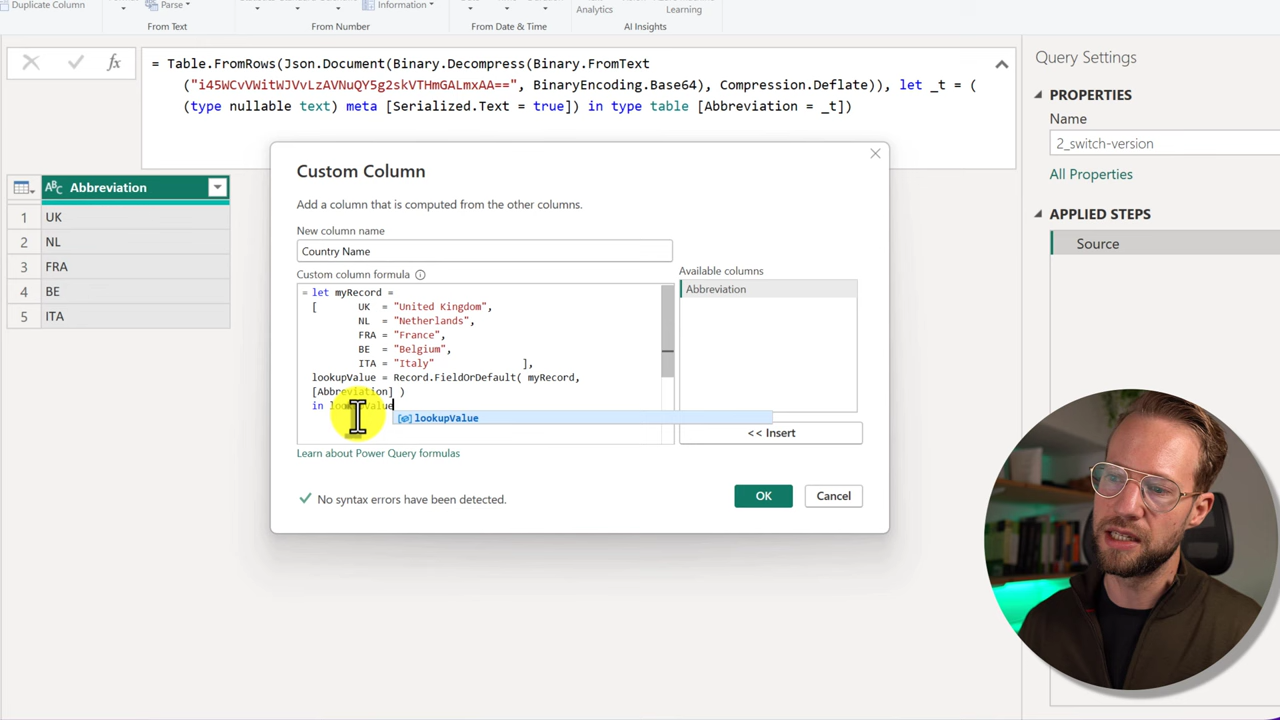 Duplicate Column
Parse
Information
Analytics
Learning
From Text
From Number
From Date & Time
AI Insights
= Table.FromRows(Json.Document(Binary.Decompress(Binary.FromText
("i45WCvVWitWJVvLzAVNuQY5g2skVTHmGALmxAA==", BinaryEncoding.Base64), Compression.Deflate)), let _t = (
(type nullable text) meta [Serialized.Text = true]) in type table [Abbreviation = _t])
Query Settings
PROPERTIES
Name
2_switch-version
All Properties
APPLIED STEPS
Source
Abbreviation
1 UK
2 NL
3 FRA
4 BE
5 ITA
Custom Column
Add a column that is computed from the other columns.
New column name
Country Name
Custom column formula
Available columns
Abbreviation
= let myRecord =
[ UK = "United Kingdom",
NL = "Netherlands",
FRA = "France",
BE = "Belgium",
ITA = "Italy" ],
lookupValue = Record.FieldOrDefault( myRecord,
[Abbreviation] )
in lookupValue
lookupValue
<< Insert
Learn about Power Query formulas
No syntax errors have been detected.
OK
Cancel